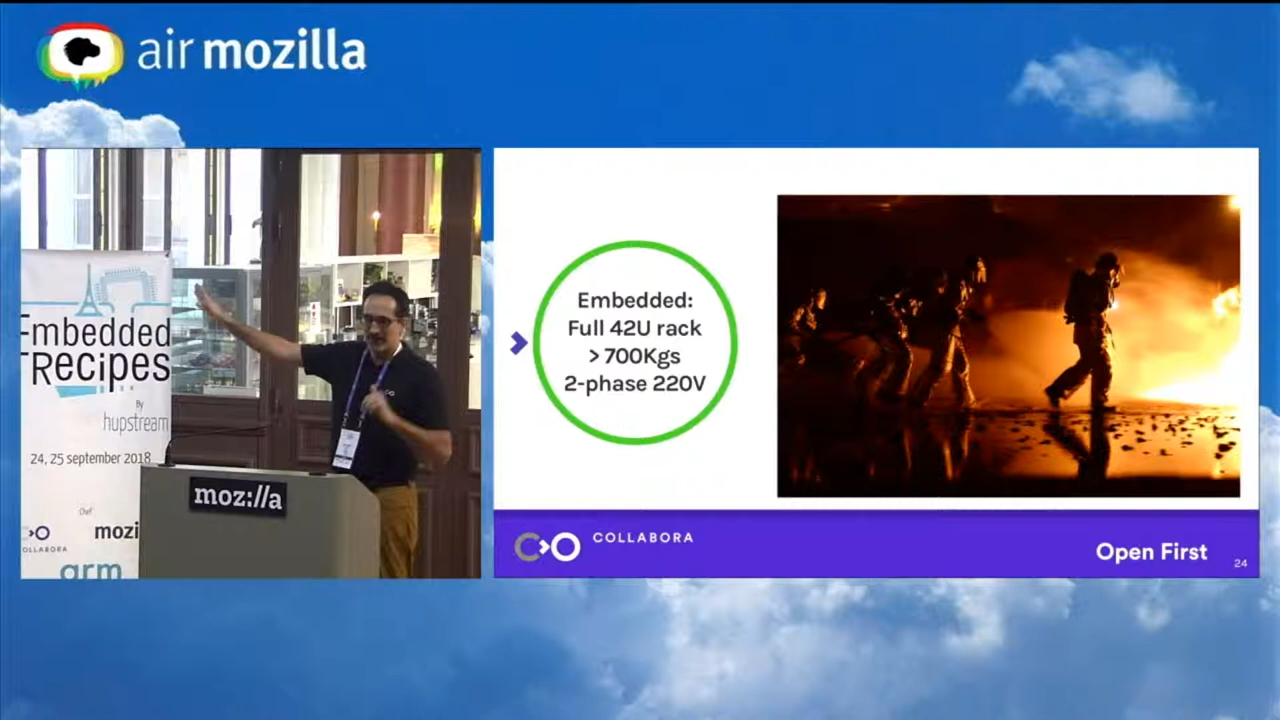 air mozilla
Embedded
Recipes
By
hupstream
24, 25 september 2018
Chef
mozi
COLLABORA
arm
moz://a
Embedded:
Full 42U rack
> 700Kgs
2-phase 220V
COLLABORA
Open First
24